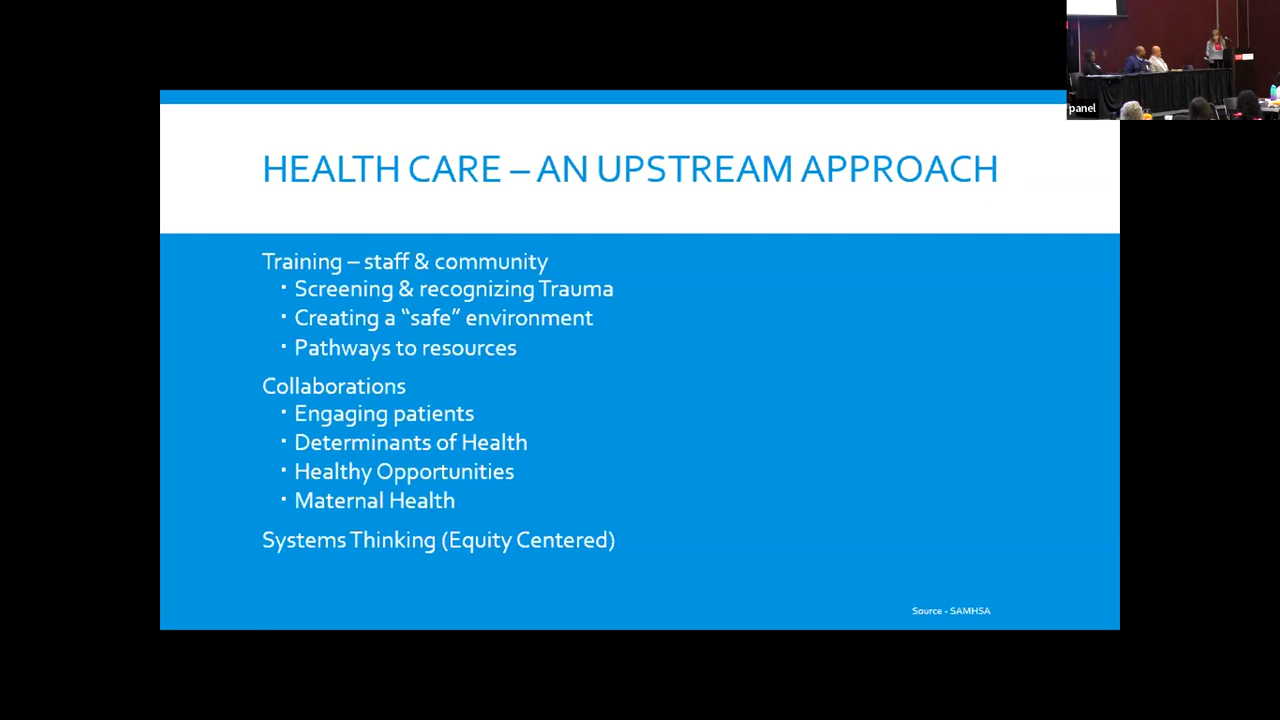 panel
HEALTH CARE – AN UPSTREAM APPROACH
Training – staff & community
▪ Screening & recognizing Trauma
▪ Creating a “safe” environment
▪ Pathways to resources
Collaborations
▪ Engaging patients
▪ Determinants of Health
▪ Healthy Opportunities
▪ Maternal Health
Systems Thinking (Equity Centered)
Source - SAMHSA